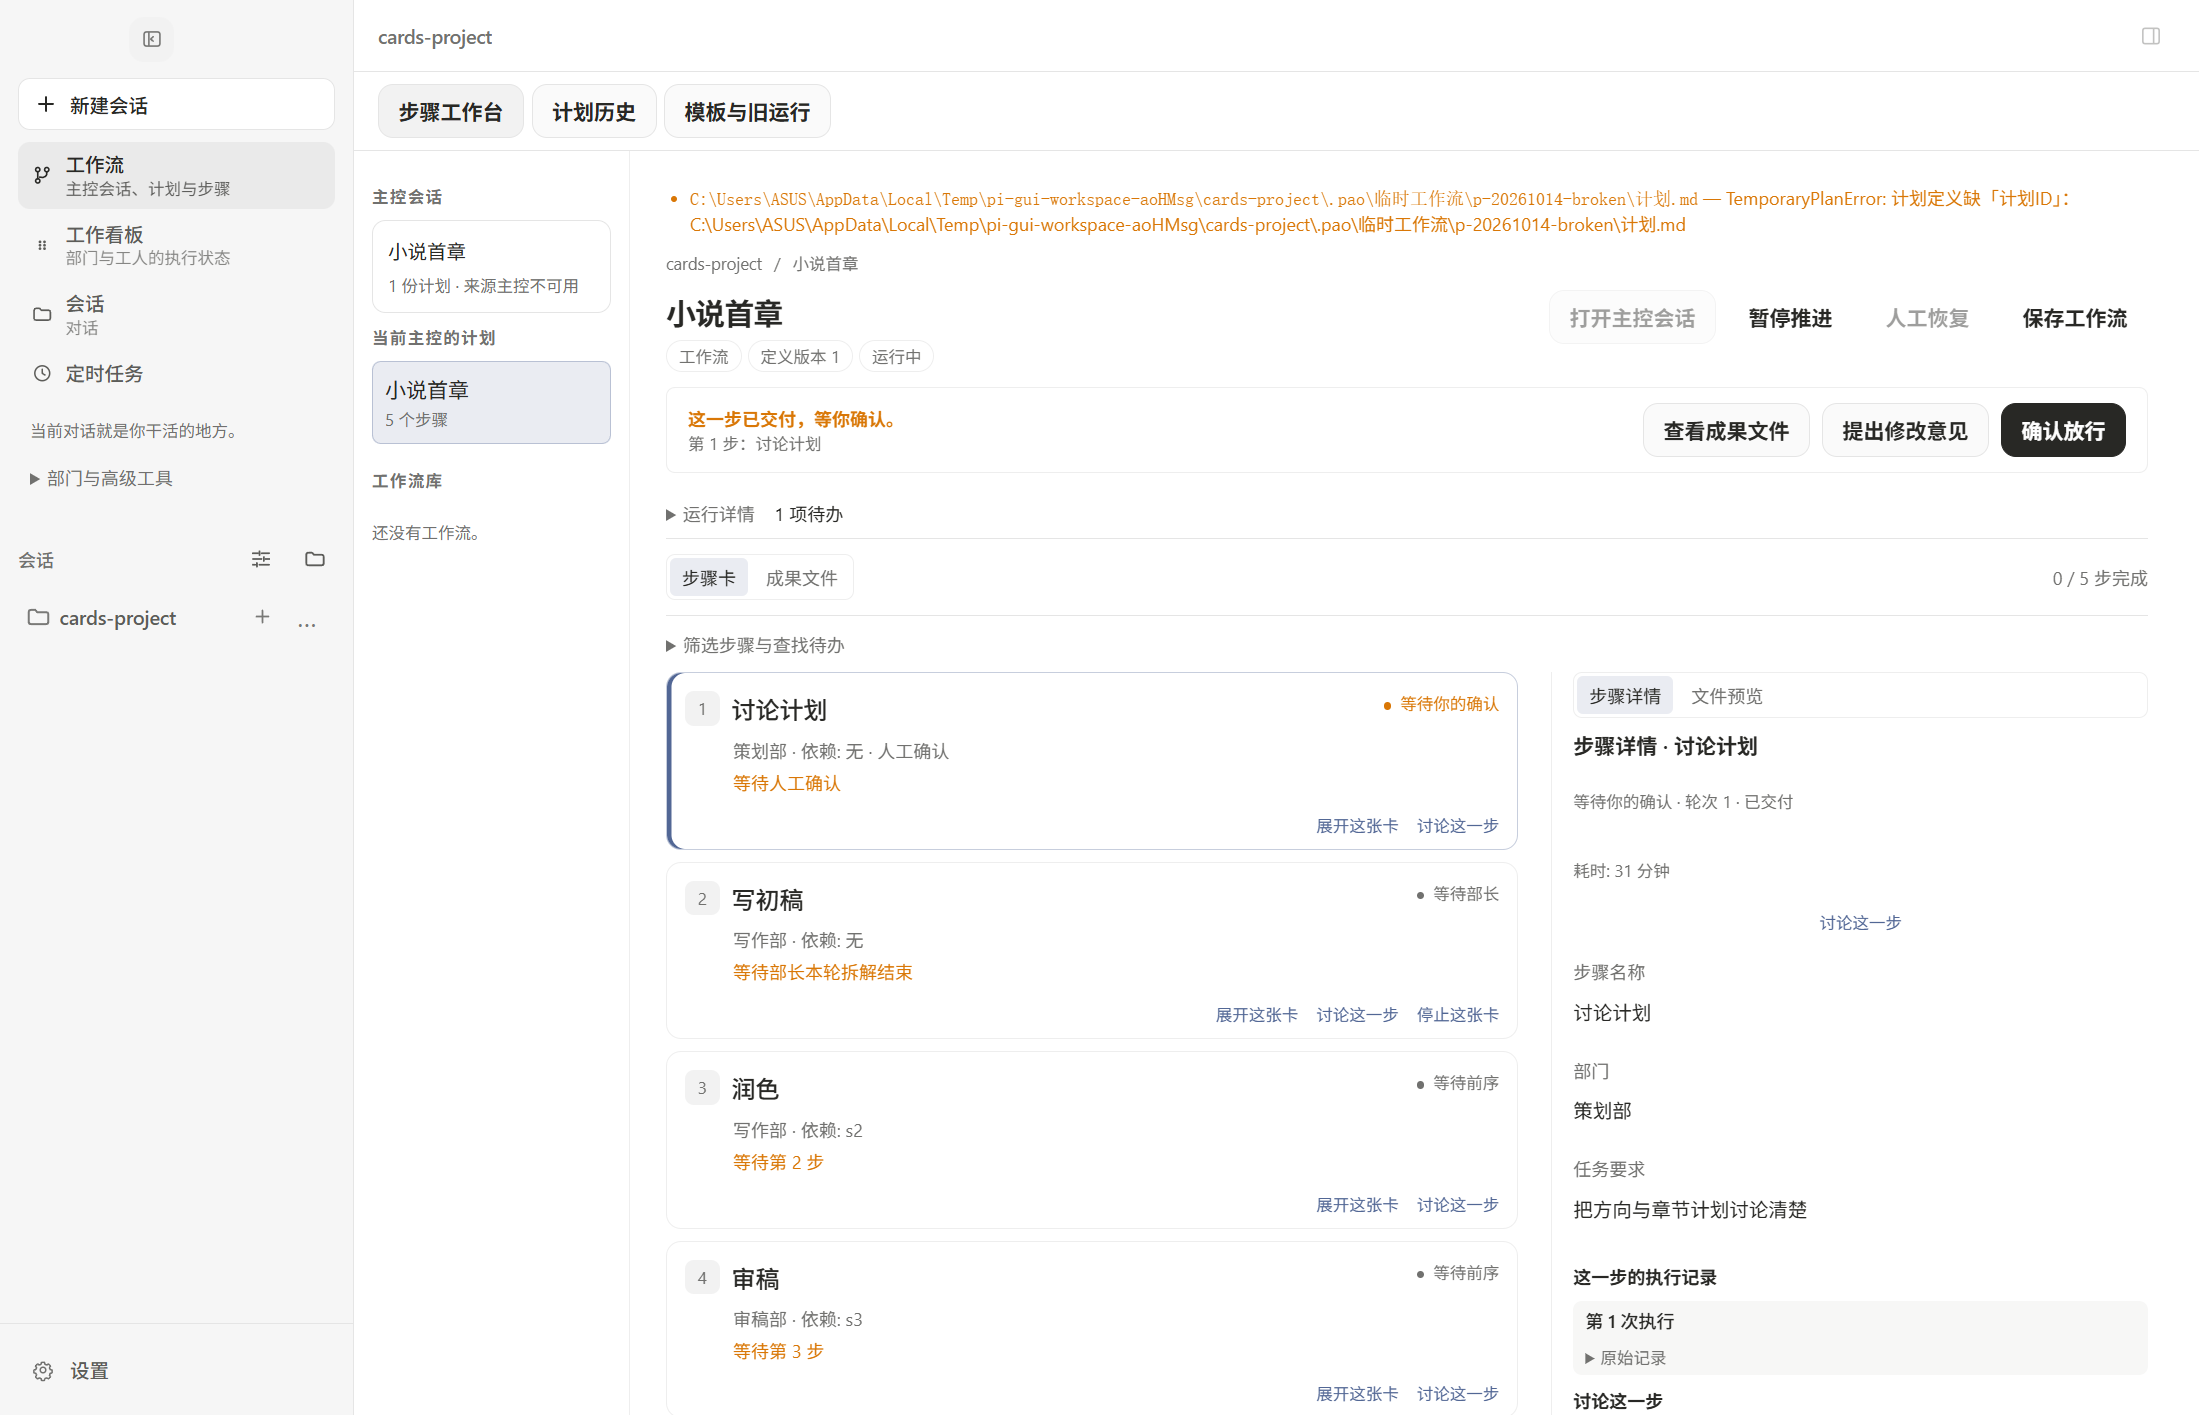 新建会话
工作流
主控会话、计划与步骤
工作看板
部门与工人的执行状态
会话
对话
定时任务
当前对话就是你干活的地方。
部门与高级工具
会话
cards-project
设置
cards-project
步骤工作台
计划历史
模板与旧运行
主控会话
小说首章
1 份计划 · 来源主控不可用
当前主控的计划
小说首章
5 个步骤
工作流库
还没有工作流。
C:\Users\ASUS\AppData\Local\Temp\pi-gui-workspace-aoHMsg\cards-project\.pao\临时工作流\p-20261014-broken\计划.md — TemporaryPlanError: 计划定义缺「计划ID」:
C:\Users\ASUS\AppData\Local\Temp\pi-gui-workspace-aoHMsg\cards-project\.pao\临时工作流\p-20261014-broken\计划.md
cards-project / 小说首章
小说首章
打开主控会话 暂停推进 人工恢复 保存工作流
工作流 定义版本 1 运行中
这一步已交付，等你确认。
第 1 步：讨论计划
查看成果文件 提出修改意见 确认放行
运行详情 1 项待办
步骤卡 成果文件
0 / 5 步完成
筛选步骤与查找待办
1 讨论计划
等待你的确认
策划部 · 依赖: 无 · 人工确认
等待人工确认
展开这张卡 讨论这一步
2 写初稿
等待部长
写作部 · 依赖: 无
等待部长本轮拆解结束
展开这张卡 讨论这一步 停止这张卡
3 润色
等待前序
写作部 · 依赖: s2
等待第 2 步
展开这张卡 讨论这一步
4 审稿
等待前序
审稿部 · 依赖: s3
等待第 3 步
展开这张卡 讨论这一步
步骤详情 文件预览
步骤详情 · 讨论计划
等待你的确认 · 轮次 1 · 已交付
耗时: 31 分钟
讨论这一步
步骤名称
讨论计划
部门
策划部
任务要求
把方向与章节计划讨论清楚
这一步的执行记录
第 1 次执行
原始记录
讨论这一步